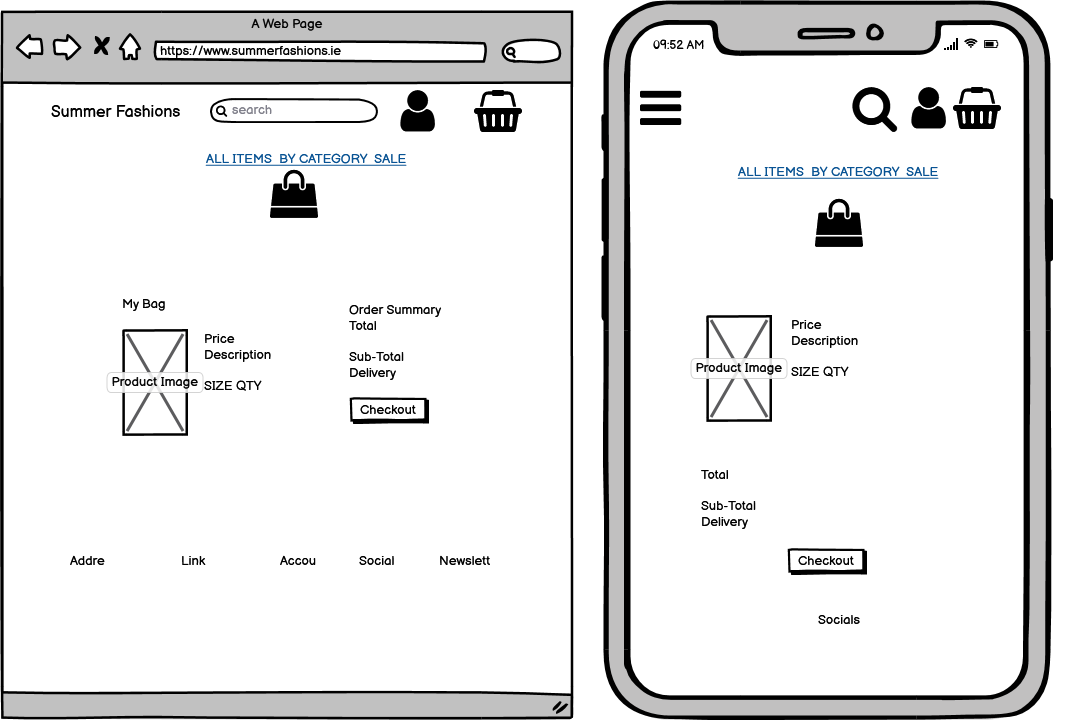 A Web Page
https://www.summerfashions.ie
Summer Fashions
search
ALL ITEMS BY CATEGORY SALE
My Bag
Product Image
Price
Description
SIZE QTY
Order Summary
Total
Sub-Total
Delivery
Checkout
Addre
Link
Accou
Social
Newslett
09:52 AM
ALL ITEMS BY CATEGORY SALE
Product Image
Price
Description
SIZE QTY
Total
Sub-Total
Delivery
Checkout
Socials